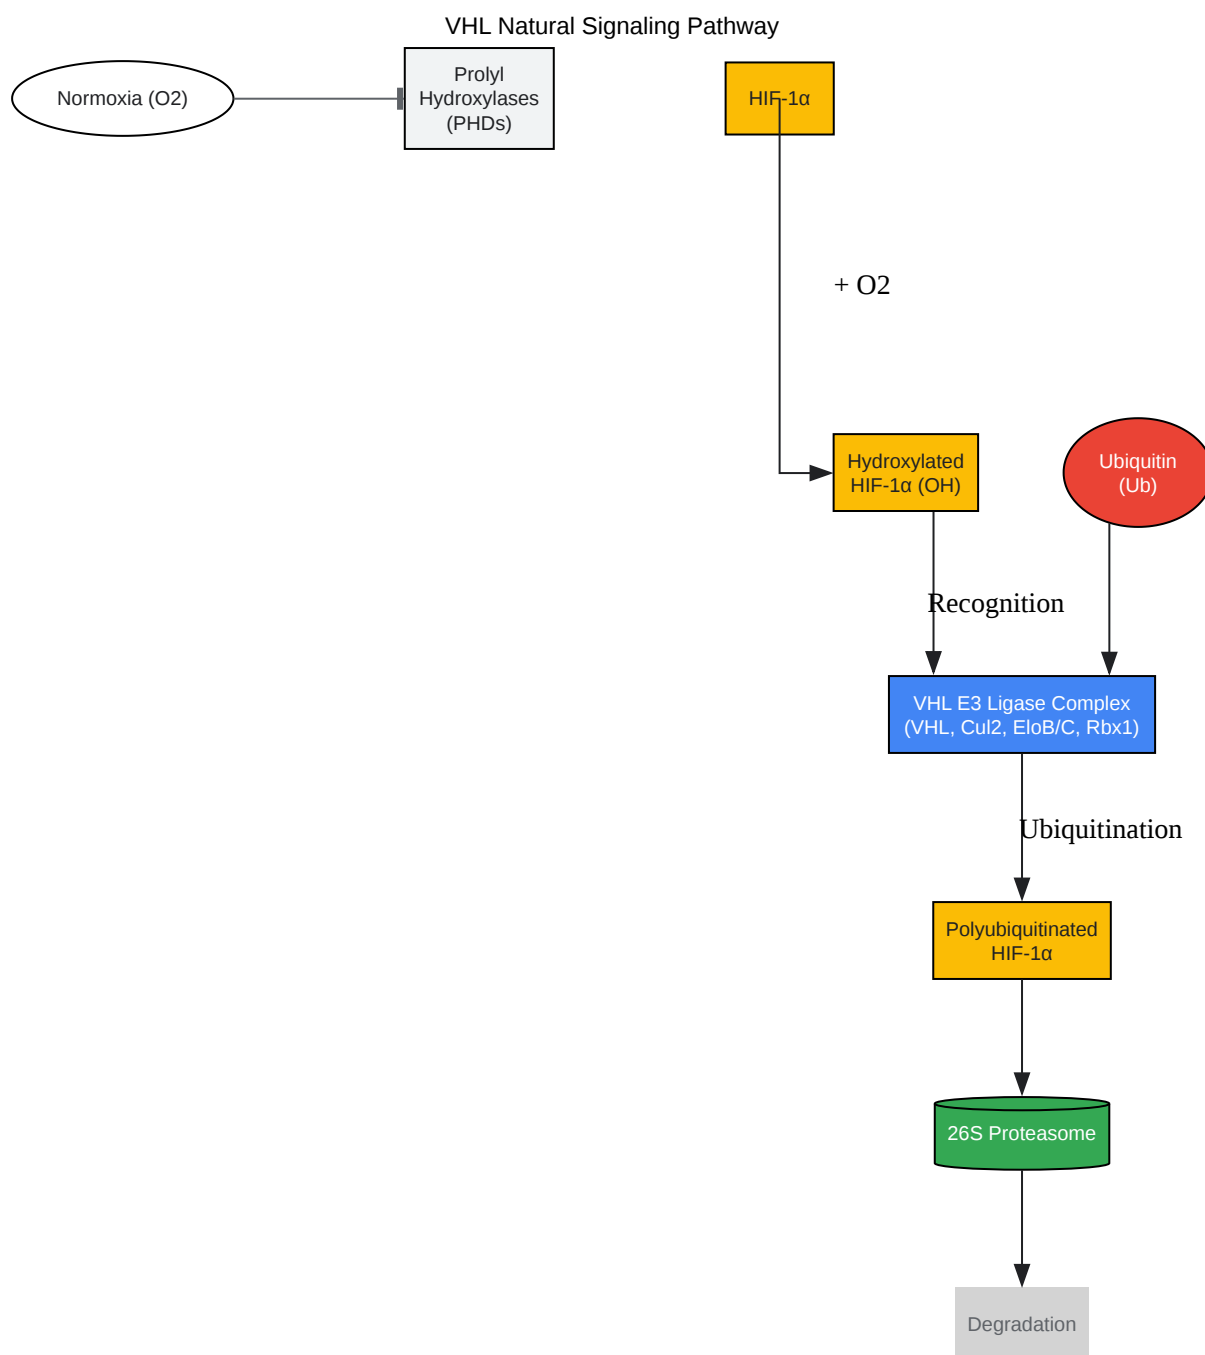 VHL Natural Signaling Pathway
Normoxia (O2)
Prolyl
Hydroxylases
(PHDs)
HIF-1α
+ O2
Hydroxylated
HIF-1α (OH)
Ubiquitin
(Ub)
Recognition
VHL E3 Ligase Complex
(VHL, Cul2, EloB/C, Rbx1)
Ubiquitination
Polyubiquitinated
HIF-1α
26S Proteasome
Degradation